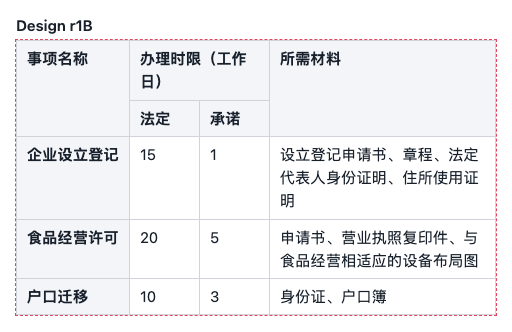 Design r1B
事项名称
办理时限（工作
日）
所需材料
法定
承诺
企业设立登记
15
1
设立登记申请书、章程、法定
代表人身份证明、住所使用证
明
食品经营许可
20
5
申请书、营业执照复印件、与
食品经营相适应的设备布局图
户口迁移
10
3
身份证、户口簿